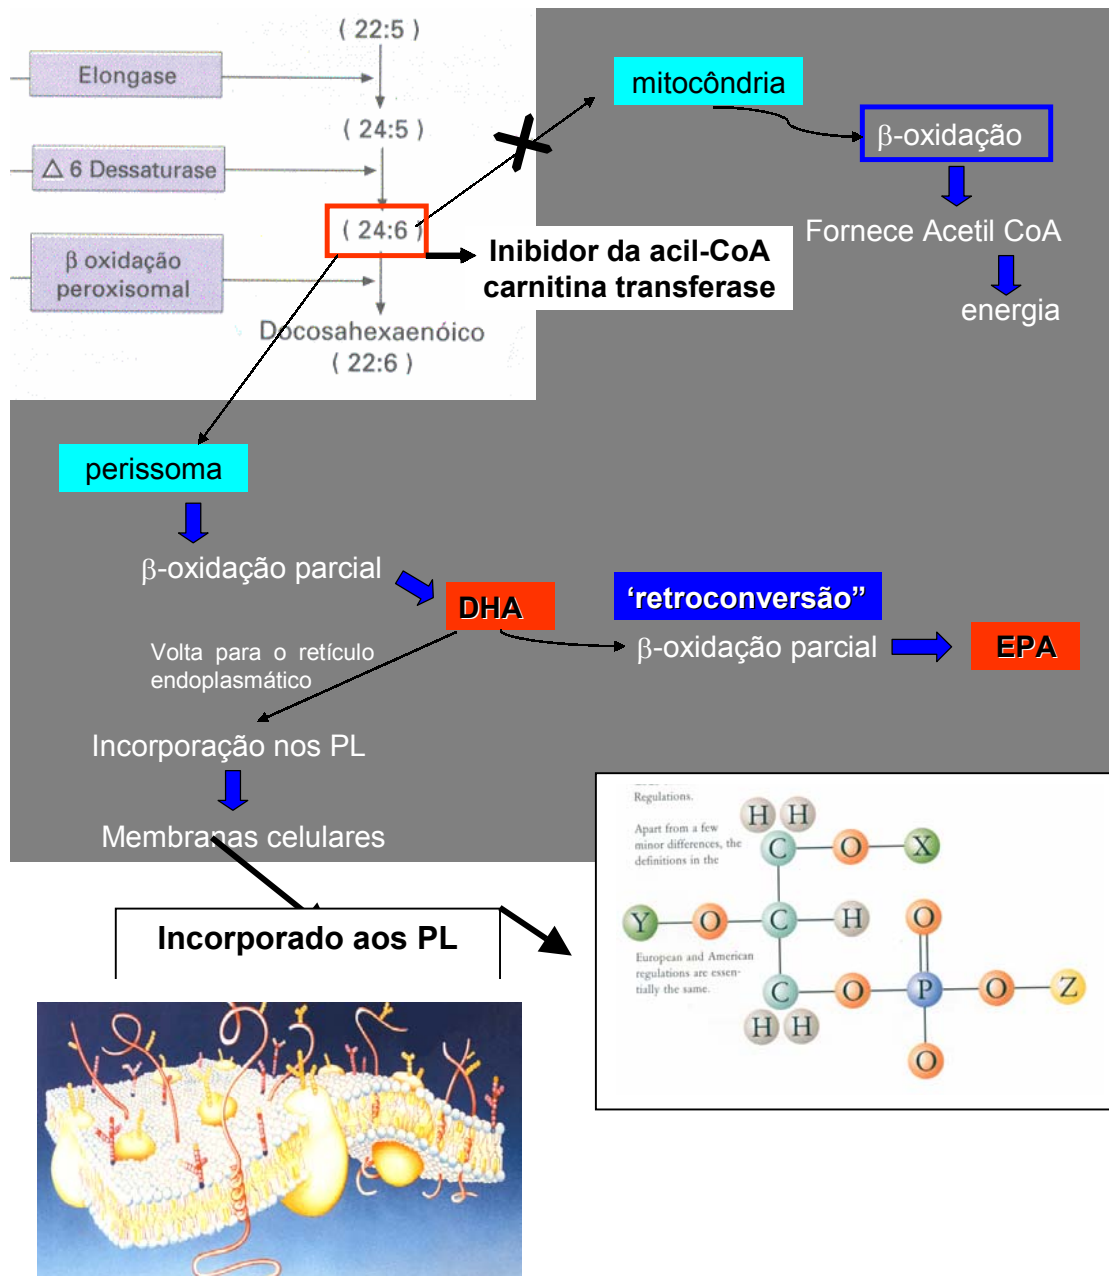 ( 22:5 )
Elongase
( 24:5 )
△ 6 Dessaturase
( 24:6 )
β oxidação
peroxisomal
Docosahexaenóico
( 22:6 )
mitocôndria
β-oxidação
Fornece Acetil CoA
energia
Inibidor da acil-CoA
carnitina transferase
perissoma
β-oxidação parcial
DHA
‘retroconversão”
β-oxidação parcial
EPA
Volta para o retículo
endoplasmático
Incorporação nos PL
Membranas celulares
Incorporado aos PL
Regulations.
Apart from a few
minor differences, the
definitions in the
H H
C O X
Y O C H O
European and American
regulations are essen-
tially the same.
C O P O Z
H H
O